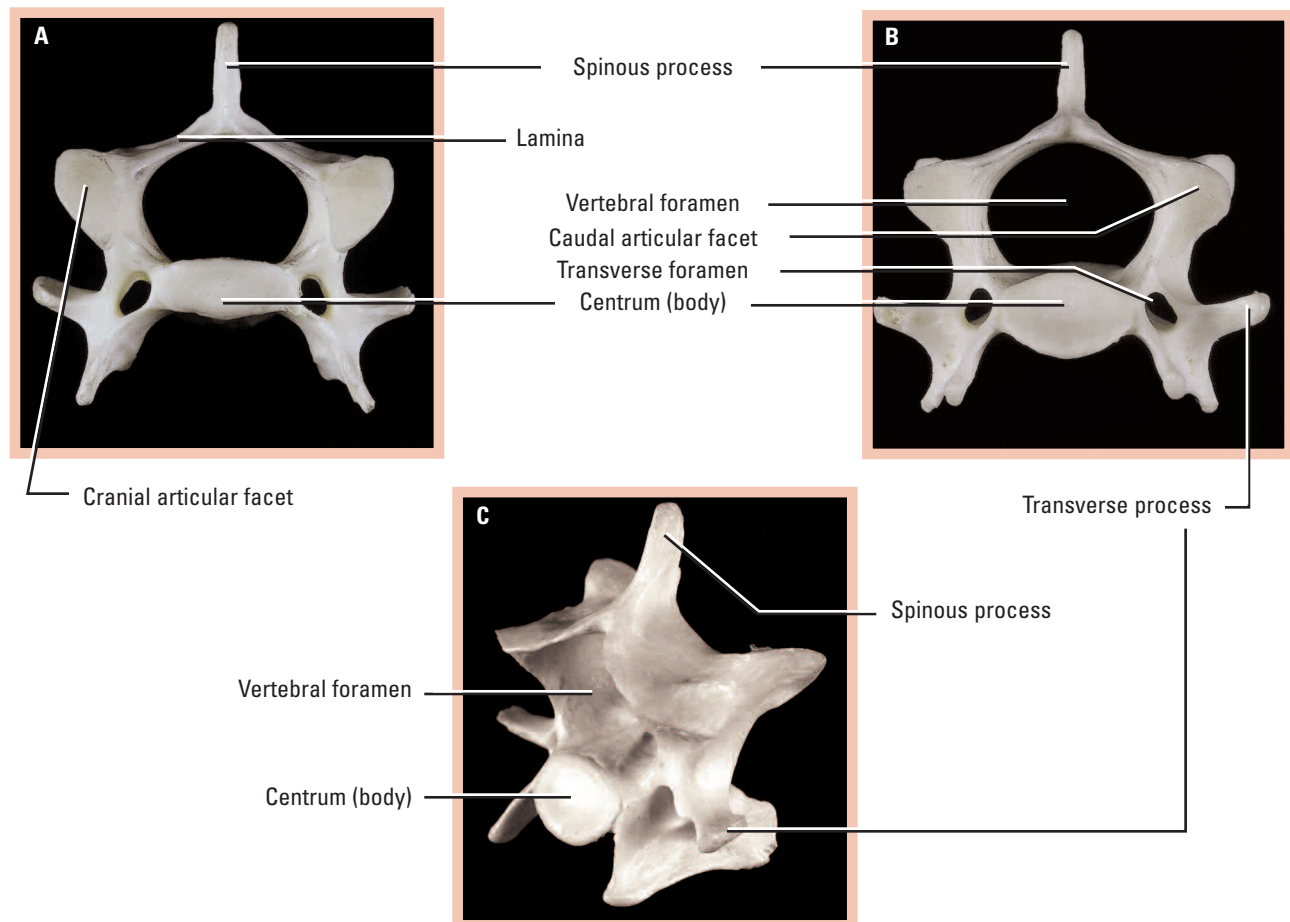 A
B
Spinous process
Lamina
Vertebral foramen
Caudal articular facet
Transverse foramen
Centrum (body)
Cranial articular facet
Transverse process
C
Spinous process
Vertebral foramen
Centrum (body)